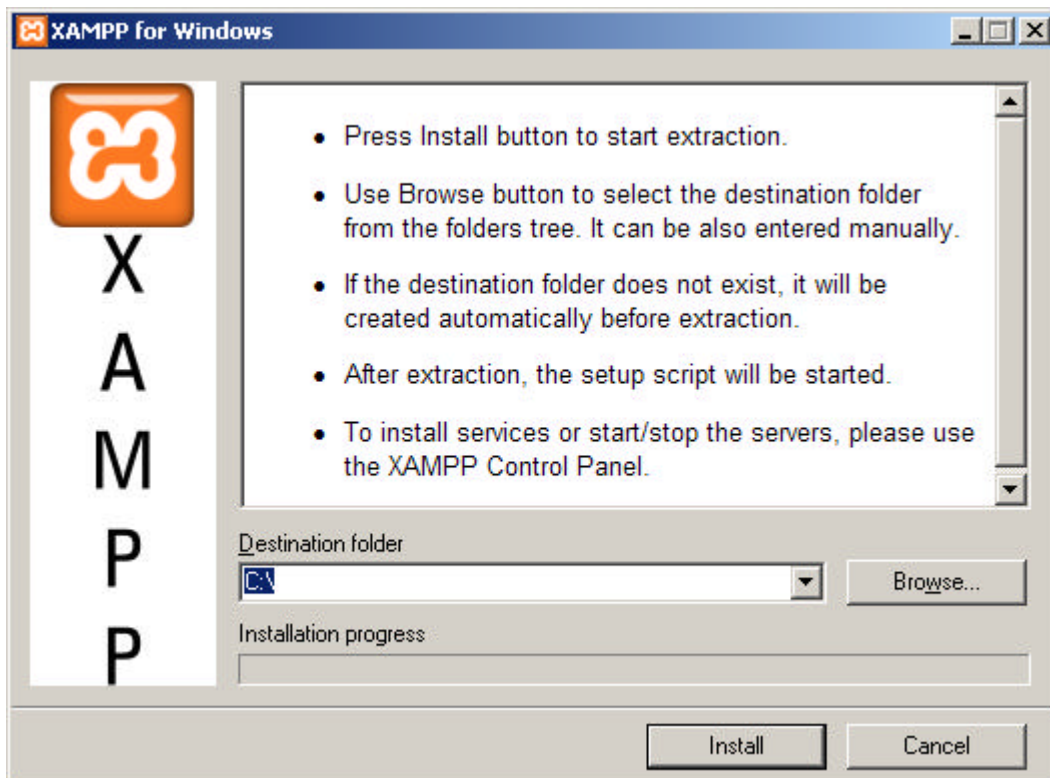 XAMPP for Windows
X
A
M
P
P
• Press Install button to start extraction.
• Use Browse button to select the destination folder
from the folders tree. It can be also entered manually.
• If the destination folder does not exist, it will be
created automatically before extraction.
• After extraction, the setup script will be started.
• To install services or start/stop the servers, please use
the XAMPP Control Panel.
Destination folder
C:\
Browse...
Installation progress
Install
Cancel